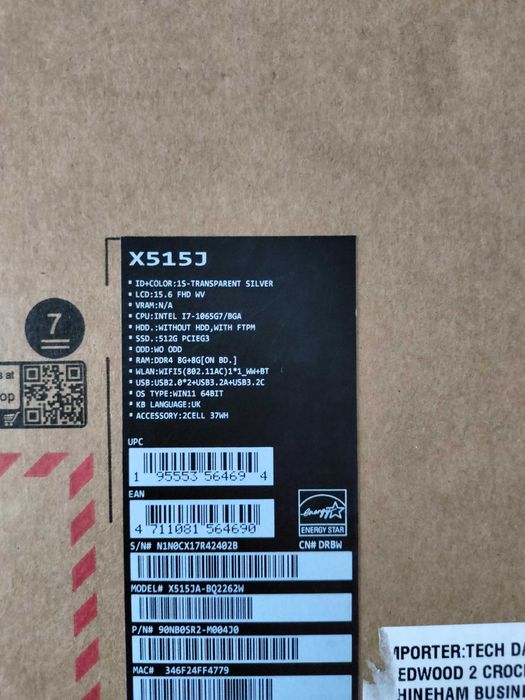 X515J
▪ ID+COLOR:1S-TRANSPARENT SILVER
▪ LCD:15.6 FHD WV
▪ VRAM:N/A
▪ CPU:INTEL I7-1065G7/BGA
▪ HDD.:WITHOUT HDD,WITH FTPM
▪ SSD.:512G PCIEG3
▪ ODD:WO ODD
▪ RAM:DDR4 8G+8G[ON BD.]
▪ WLAN:WIFI5(802.11AC)1*1_WW+BT
▪ USB:USB2.0*2+USB3.2A+USB3.2C
▪ OS TYPE:WIN11 64BIT
▪ KB LANGUAGE:UK
▪ ACCESSORY:2CELL 37WH
7
s at
op
UPC
1 95553 56469 4
EAN
4 711081 564690
energy
ENERGY STAR
S/N# N1N0CX17R42402B
CN# DRBW
MODEL# X515JA-BQ2262W
P/N# 90NB0SR2-M004J0
MAC# 346F24FF4779
MPORTER:TECH DA
EDWOOD 2 CROC
HINEHAM BUSIN